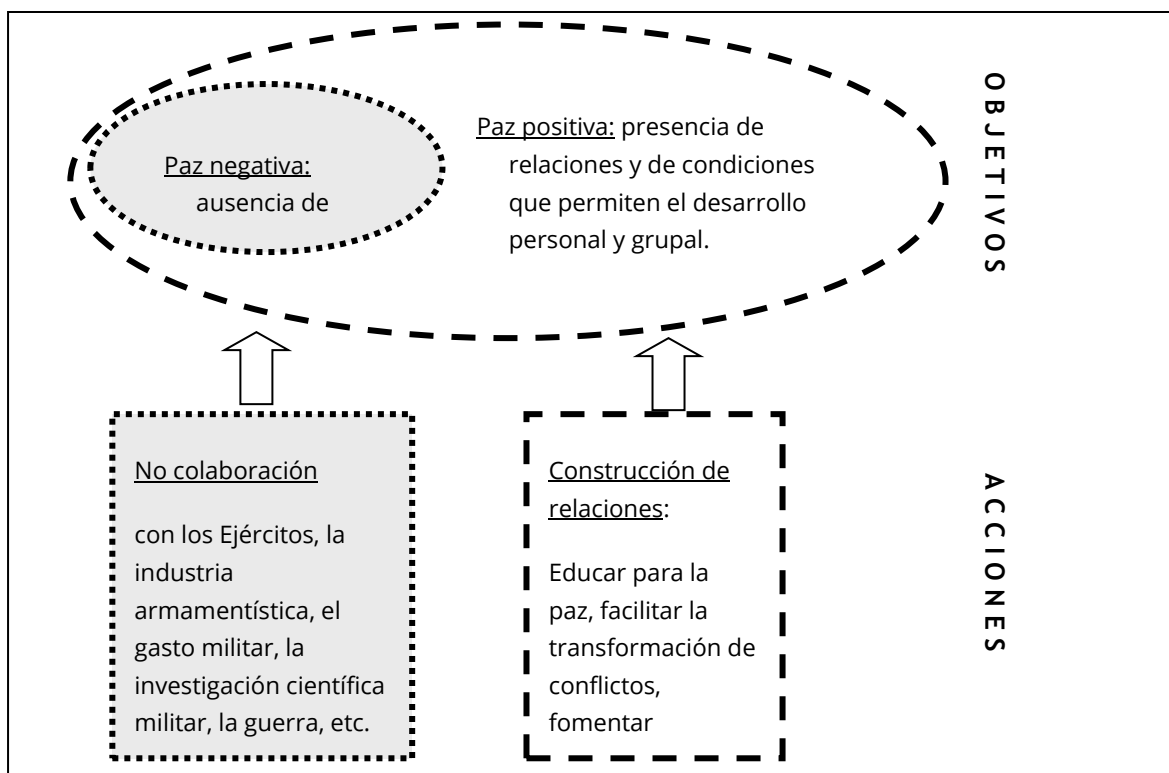 Paz negativa:
ausencia de
Paz positiva: presencia de
relaciones y de condiciones
que permiten el desarrollo
personal y grupal.
OBJETIVOS
No colaboración
con los Ejércitos, la
industria
armamentística, el
gasto militar, la
investigación científica
militar, la guerra, etc.
Construcción de
relaciones:
Educar para la
paz, facilitar la
transformación de
conflictos,
fomentar
ACCIONES